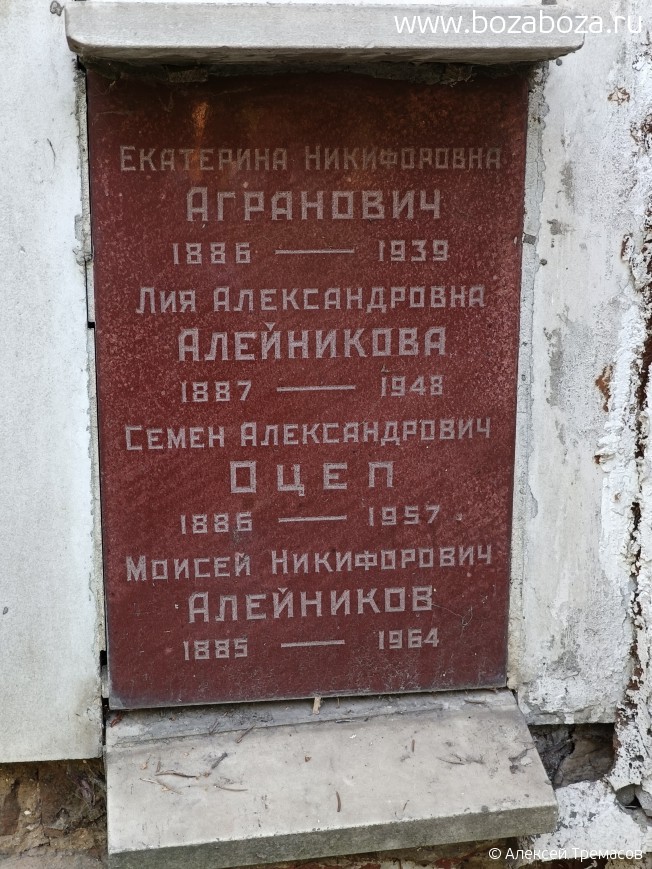 www.bozaboza.ru
Екатерина Никифоровна
Агранович
1886 — 1939
Лия Александровна
Алейникова
1887 — 1948
Семен Александрович
Оцеп
1886 — 1957
Моисей Никифорович
Алейников
1885 — 1964
© Алексей.Тремасов